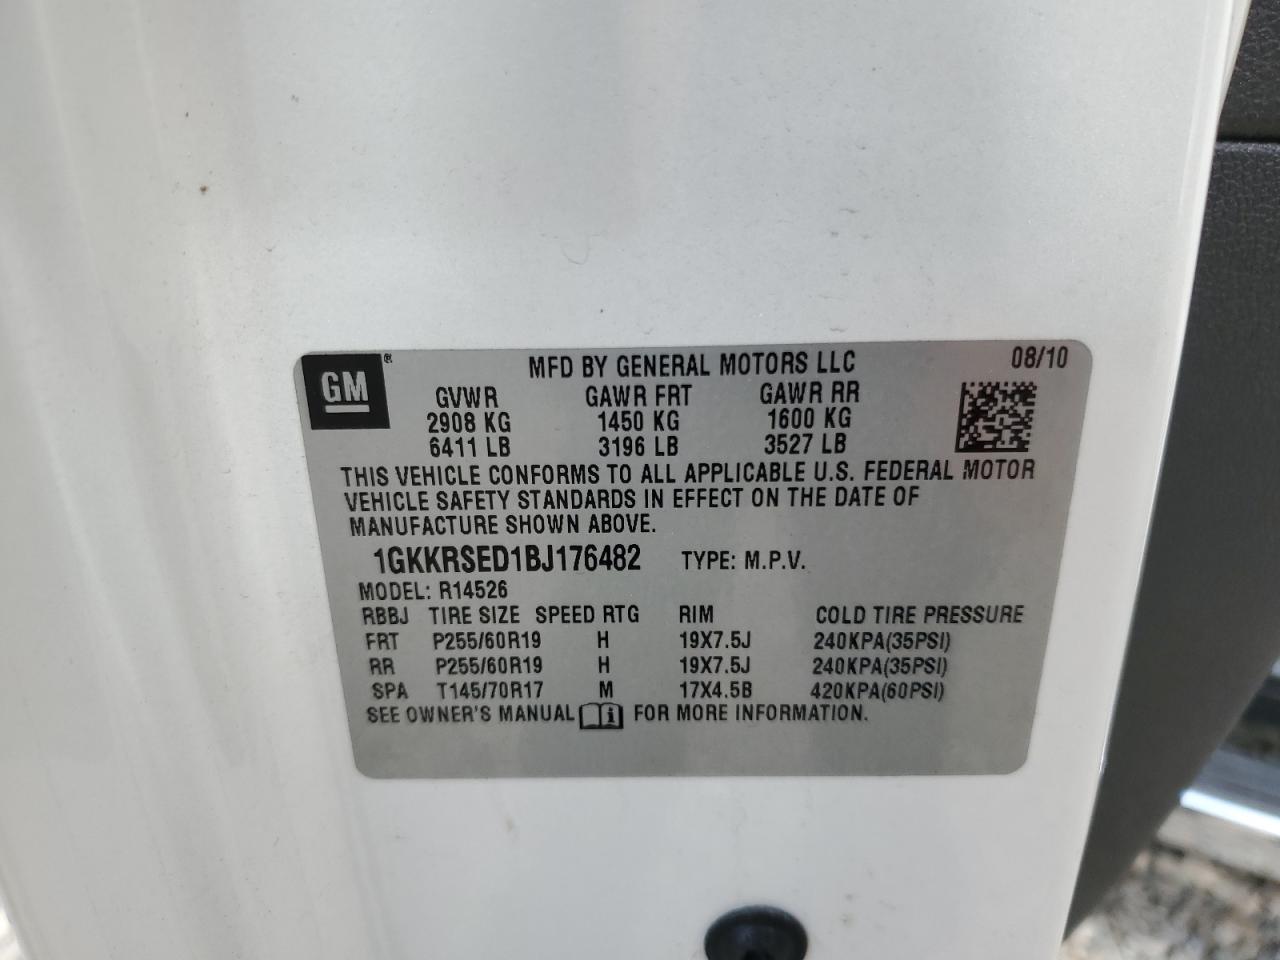 GM®
MFD BY GENERAL MOTORS LLC 08/10
GVWR GAWR FRT GAWR RR
2908 KG 1450 KG 1600 KG
6411 LB 3196 LB 3527 LB
THIS VEHICLE CONFORMS TO ALL APPLICABLE U.S. FEDERAL MOTOR
VEHICLE SAFETY STANDARDS IN EFFECT ON THE DATE OF
MANUFACTURE SHOWN ABOVE.
1GKKRSED1BJ176482 TYPE: M.P.V.
MODEL: R14526
RBBJ TIRE SIZE SPEED RTG RIM COLD TIRE PRESSURE
FRT P255/60R19 H 19X7.5J 240KPA(35PSI)
RR P255/60R19 H 19X7.5J 240KPA(35PSI)
SPA T145/70R17 M 17X4.5B 420KPA(60PSI)
SEE OWNER'S MANUAL i FOR MORE INFORMATION.